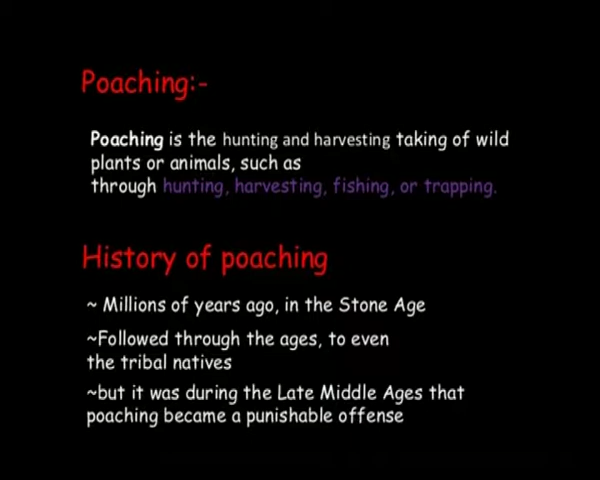 Poaching:-
Poaching is the hunting and harvesting taking of wild
plants or animals, such as
through hunting, harvesting, fishing, or trapping.
History of poaching
~ Millions of years ago, in the Stone Age
~Followed through the ages, to even
the tribal natives
~but it was during the Late Middle Ages that
poaching became a punishable offense